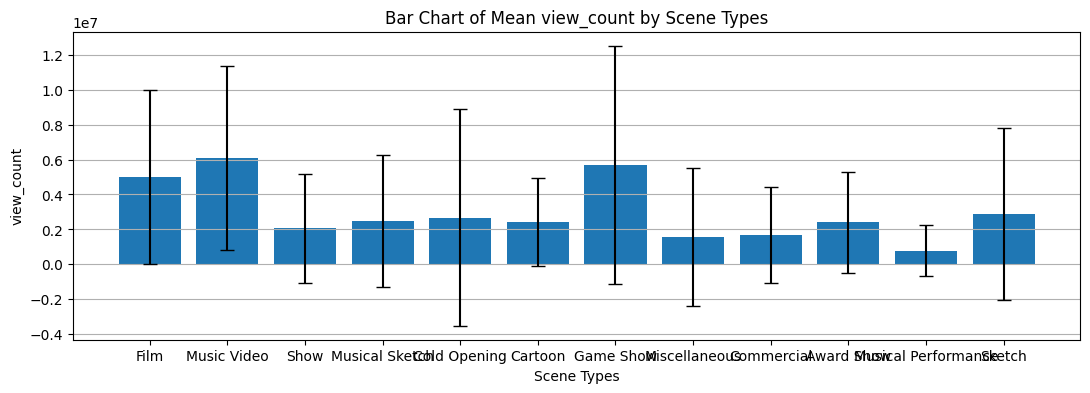 Bar Chart of Mean view_count by Scene Types
1e7
1.2
1.0
0.8
0.6
0.4
0.2
0.0
−0.2
−0.4
view_count
Film Music Video Show Musical Sketch Cold Opening Cartoon Game Show Miscellaneous Commercial Award Show Musical Performance Sketch
Scene Types